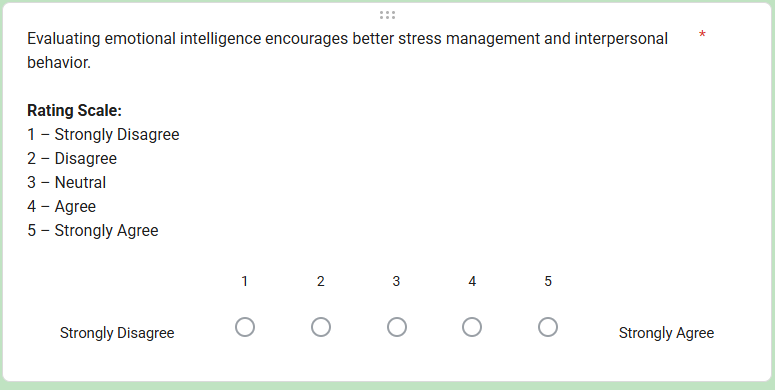 Evaluating emotional intelligence encourages better stress management and interpersonal *
behavior.
Rating Scale:
1 – Strongly Disagree
2 – Disagree
3 – Neutral
4 – Agree
5 – Strongly Agree
1 2 3 4 5
Strongly Disagree Strongly Agree